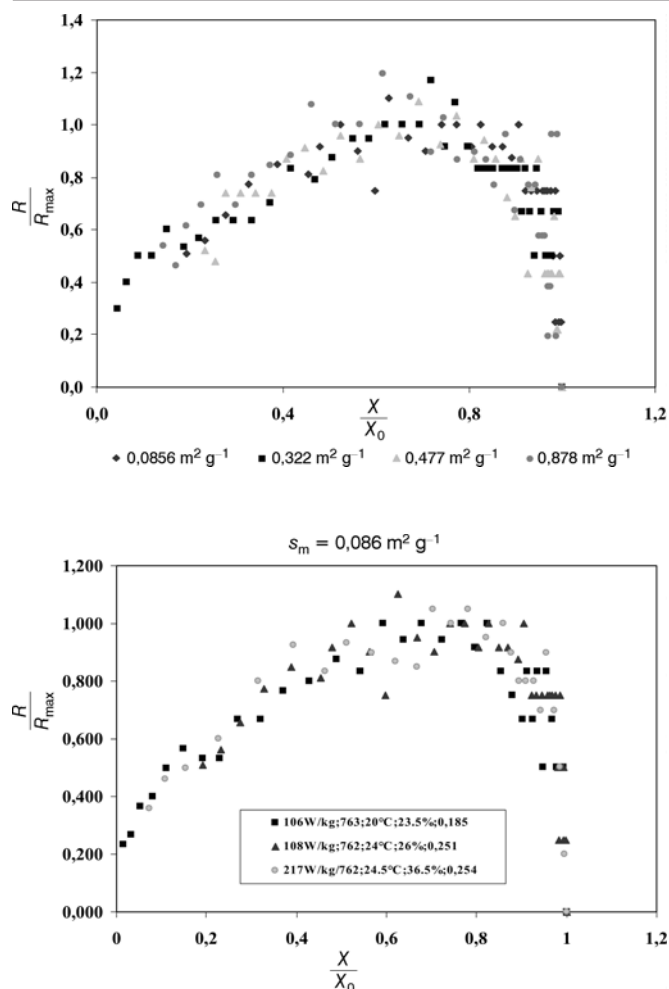 1,4
1,2
1,0
0,8
0,6
0,4
0,2
0,0
R
R_max
0,0 0,4 0,8 1,2
X
X_0
0,0856 m² g⁻¹ 0,322 m² g⁻¹ 0,477 m² g⁻¹ 0,878 m² g⁻¹
s_m = 0,086 m² g⁻¹
1,200
1,000
0,800
0,600
0,400
0,200
0,000
R
R_max
106W/kg;763;20°C;23.5%;0,185
108W/kg;762;24°C;26%;0,251
217W/kg/762;24.5°C;36.5%;0,254
0 0,2 0,4 0,6 0,8 1 1,2
X
X_0